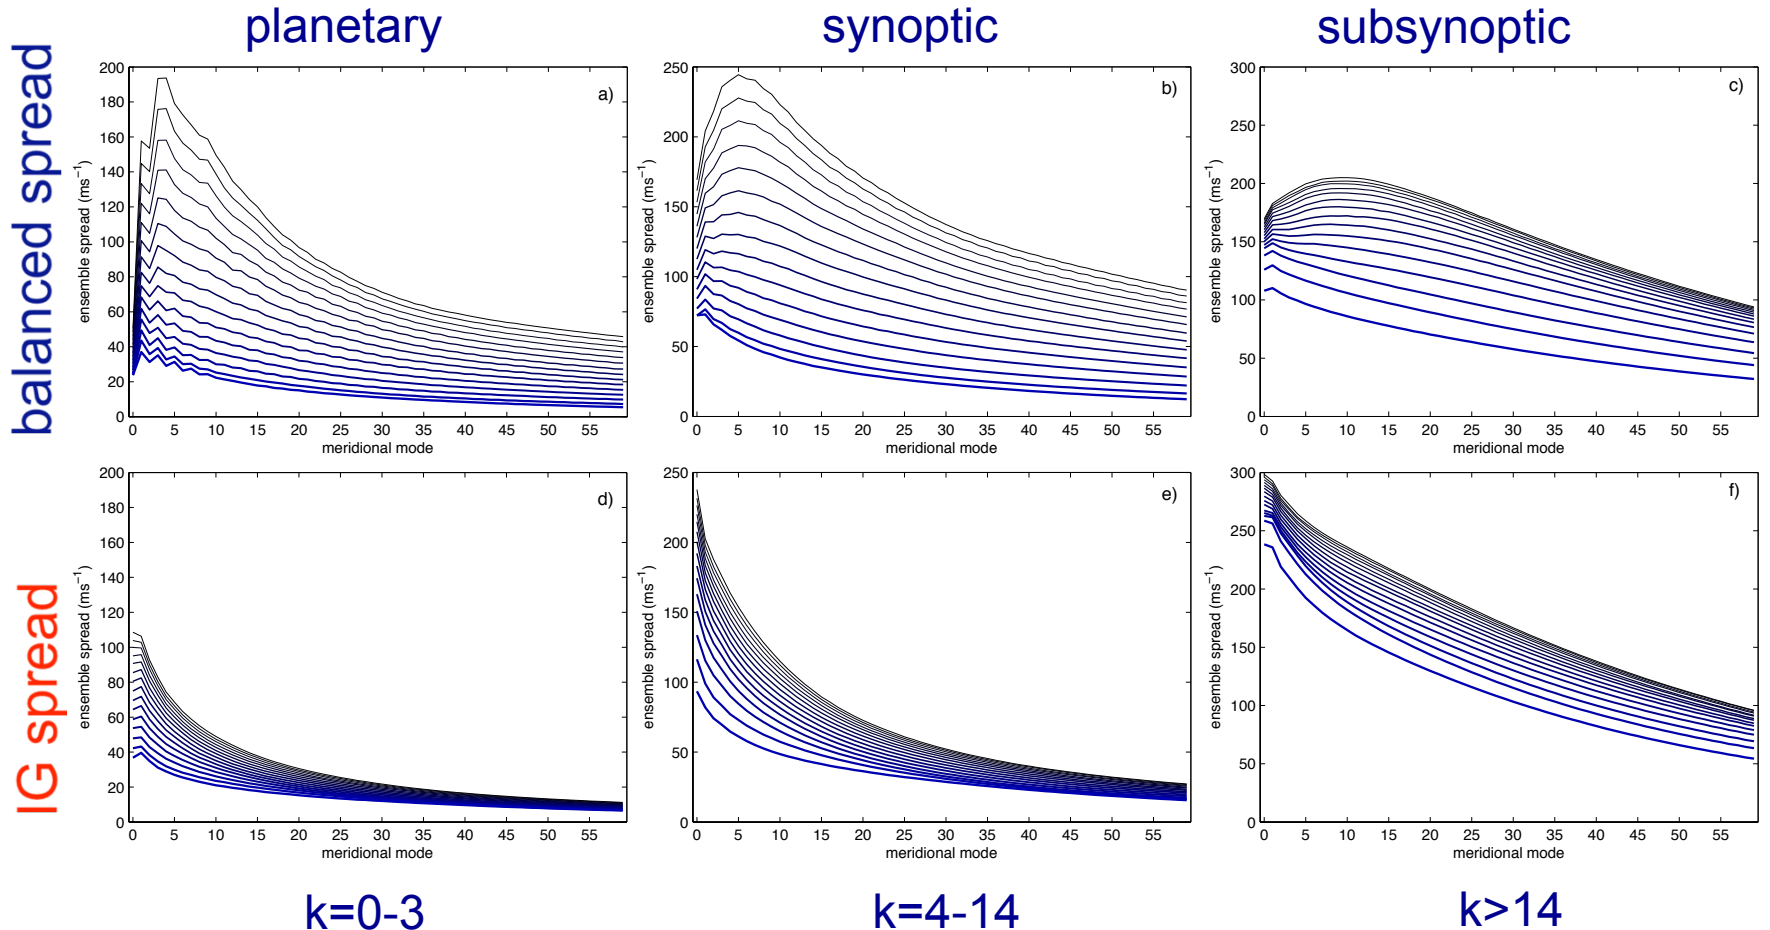 planetary
synoptic
subsynoptic
balanced spread
a)
200
180
160
140
120
100
80
60
40
20
0
ensemble spread (ms⁻¹)
0 5 10 15 20 25 30 35 40 45 50 55
meridional mode
b)
250
200
150
100
50
0
ensemble spread (ms⁻¹)
0 5 10 15 20 25 30 35 40 45 50 55
meridional mode
c)
300
250
200
150
100
50
0
ensemble spread (ms⁻¹)
0 5 10 15 20 25 30 35 40 45 50 55
meridional mode
IG spread
d)
200
180
160
140
120
100
80
60
40
20
0
ensemble spread (ms⁻¹)
0 5 10 15 20 25 30 35 40 45 50 55
meridional mode
e)
250
200
150
100
50
0
ensemble spread (ms⁻¹)
0 5 10 15 20 25 30 35 40 45 50 55
meridional mode
f)
300
250
200
150
100
50
0
ensemble spread (ms⁻¹)
0 5 10 15 20 25 30 35 40 45 50 55
meridional mode
k=0-3
k=4-14
k>14